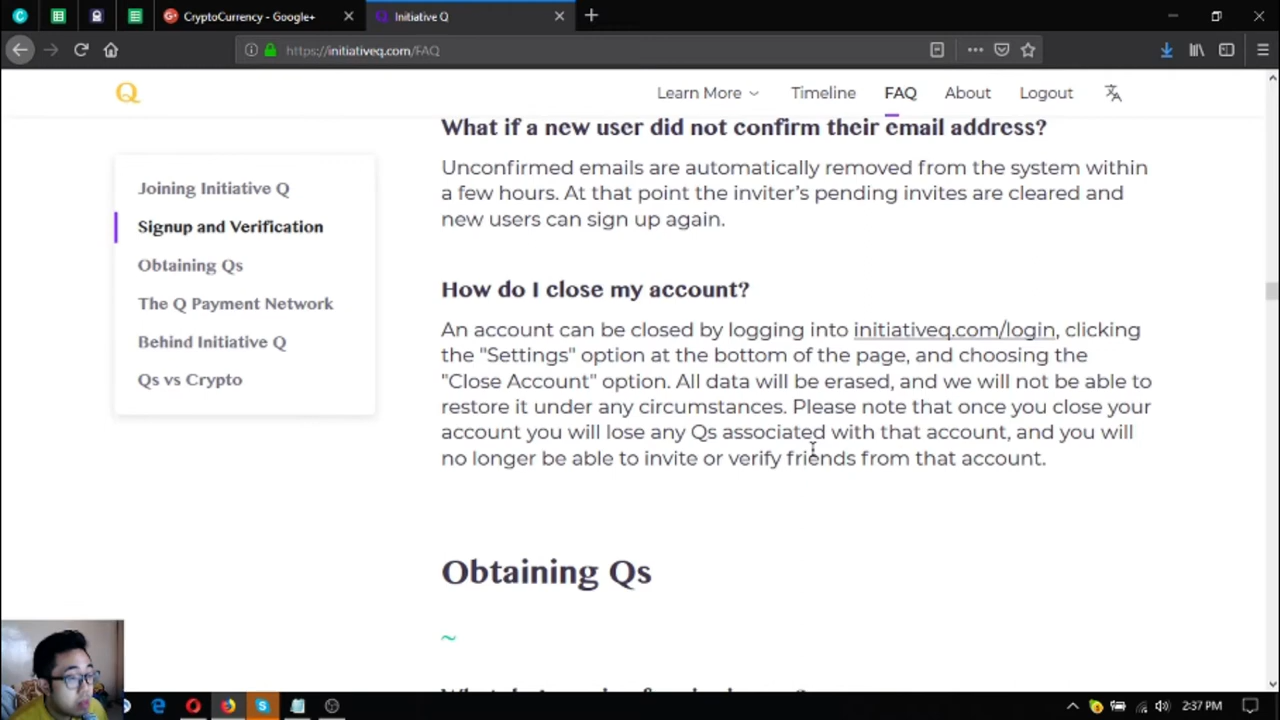 CryptoCurrency - Google+
Initiative Q
https://initiativeq.com/FAQ
Q
Learn More
Timeline
FAQ
About
Logout
Joining Initiative Q
Signup and Verification
Obtaining Qs
The Q Payment Network
Behind Initiative Q
Qs vs Crypto
What if a new user did not confirm their email address?
Unconfirmed emails are automatically removed from the system within
a few hours. At that point the inviter's pending invites are cleared and
new users can sign up again.
How do I close my account?
An account can be closed by logging into initiativeq.com/login, clicking
the "Settings" option at the bottom of the page, and choosing the
"Close Account" option. All data will be erased, and we will not be able to
restore it under any circumstances. Please note that once you close your
account you will lose any Qs associated with that account, and you will
no longer be able to invite or verify friends from that account.
Obtaining Qs
~
2:37 PM